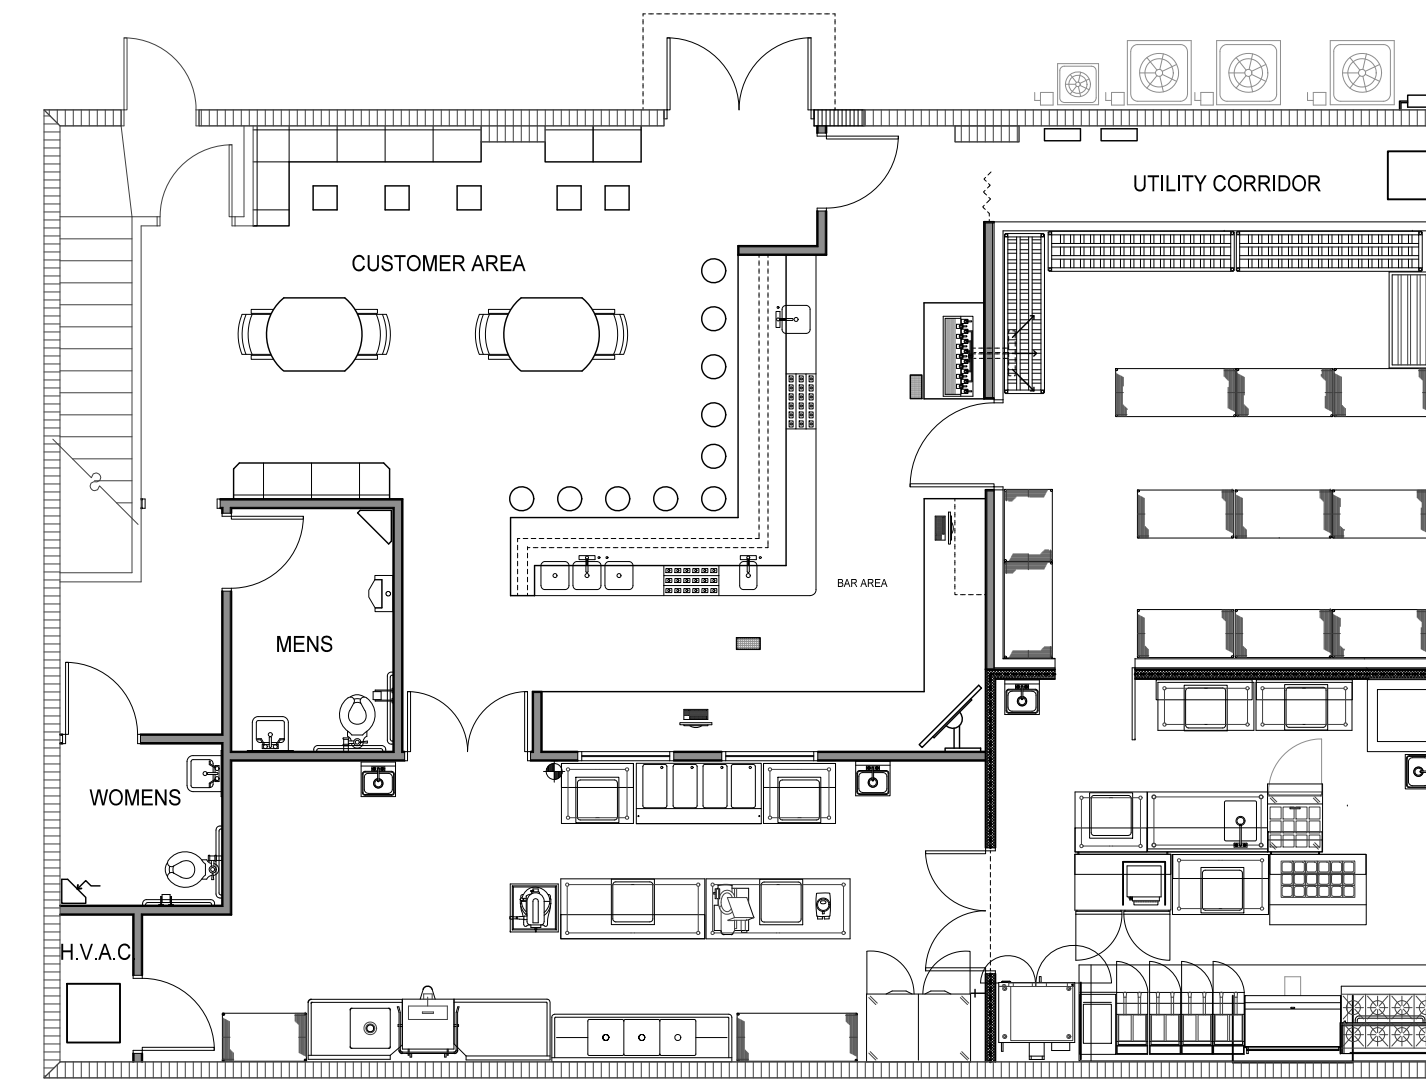 UTILITY CORRIDOR
CUSTOMER AREA
BAR AREA
MENS
WOMENS
H.V.A.C.